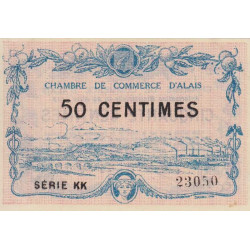 CHAMBRE DE COMMERCE D'ALAIS
50 CENTIMES
SÉRIE KK
23050